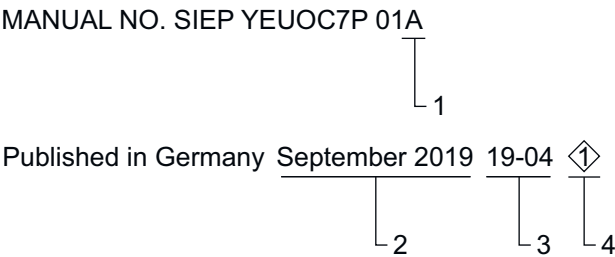 MANUAL NO. SIEP YEUOC7P 01A
1
Published in Germany September 2019 19-04 1
2 3 4